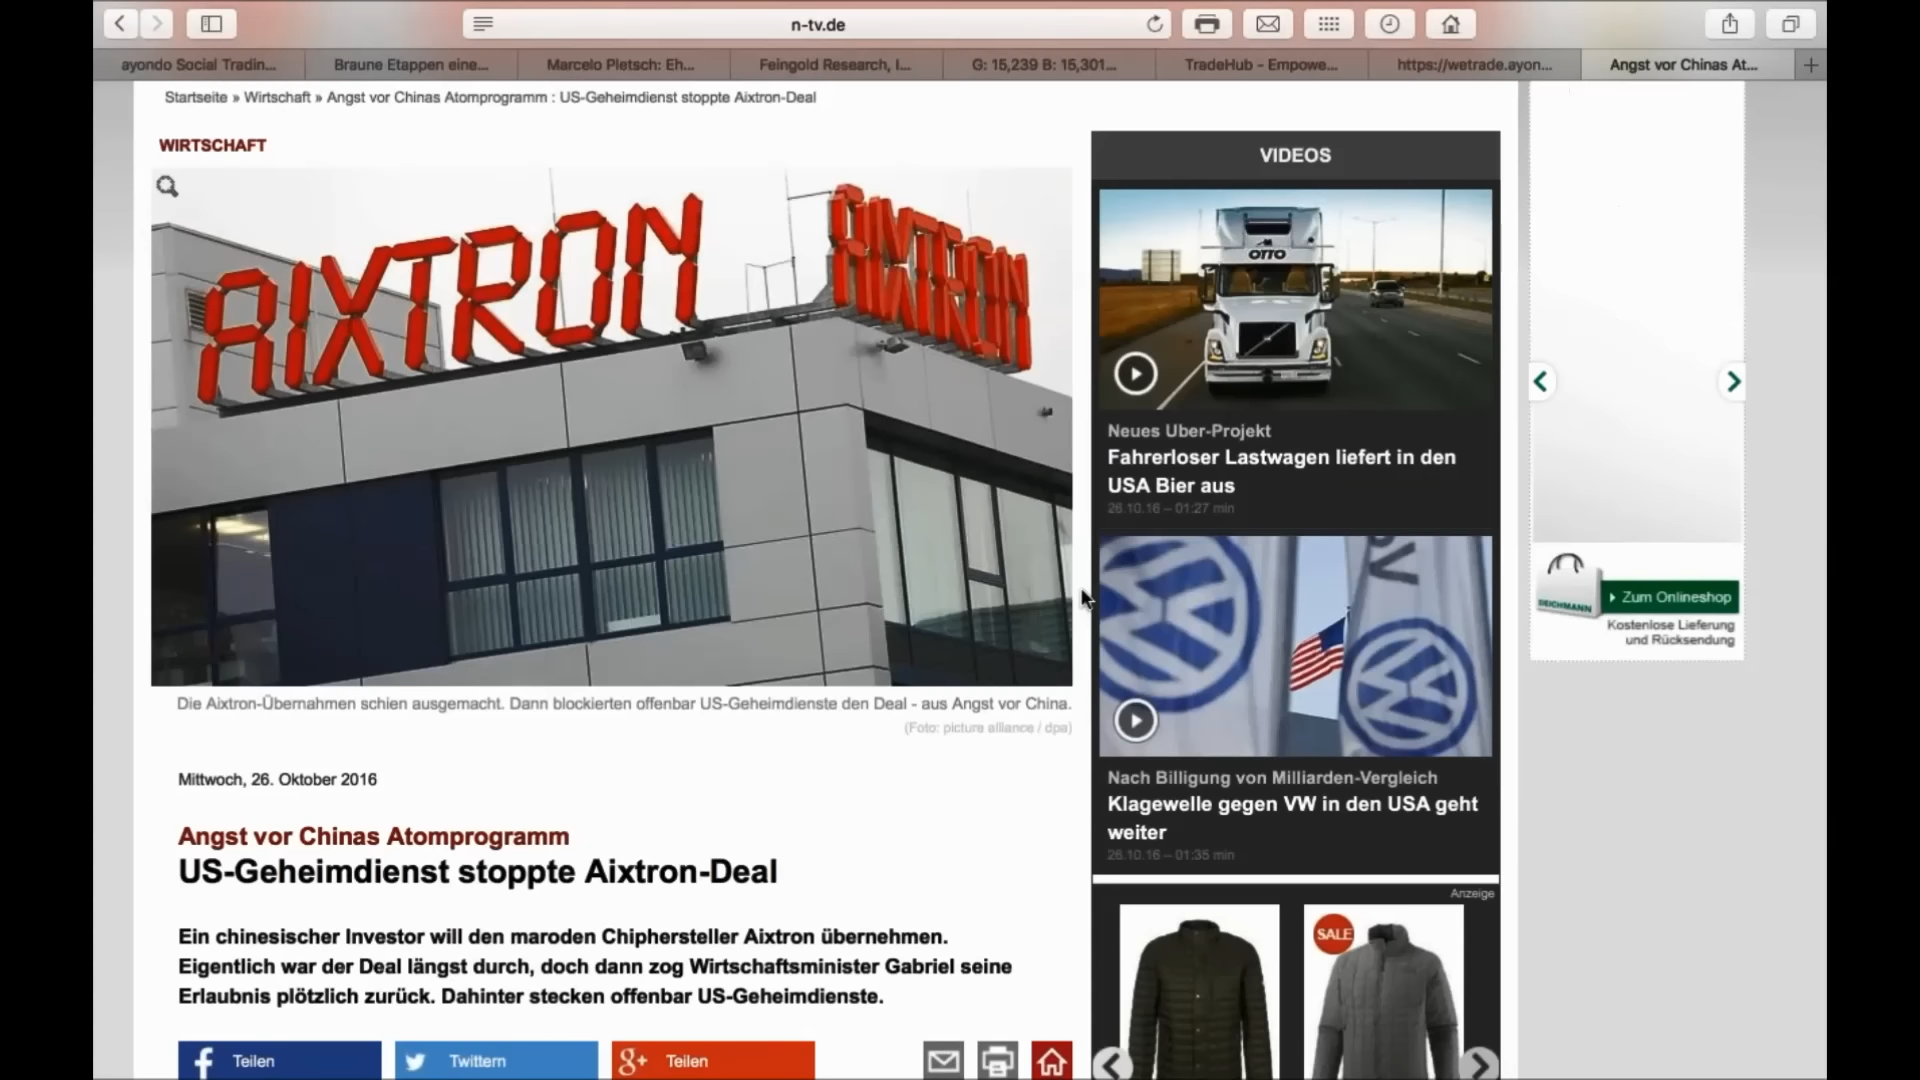 n-tv.de
ayondo Social Tradin...
Braune Etappen eine...
Marcelo Pletsch: Eh...
Feingold Research, I...
G: 15,239 B: 15,301...
TradeHub - Empowe...
https://wetrade.ayon...
Angst vor Chinas At...
Startseite » Wirtschaft » Angst vor Chinas Atomprogramm : US-Geheimdienst stoppte Aixtron-Deal
WIRTSCHAFT
AIXTRON
AIXTRON
Die Aixtron-Übernahmen schien ausgemacht. Dann blockierten offenbar US-Geheimdienste den Deal - aus Angst vor China.
(Foto: picture alliance / dpa)
Mittwoch, 26. Oktober 2016
Angst vor Chinas Atomprogramm
US-Geheimdienst stoppte Aixtron-Deal
Ein chinesischer Investor will den maroden Chiphersteller Aixtron übernehmen.
Eigentlich war der Deal längst durch, doch dann zog Wirtschaftsminister Gabriel seine
Erlaubnis plötzlich zurück. Dahinter stecken offenbar US-Geheimdienste.
Teilen
Twittern
g+ Teilen
VIDEOS
OTTO
Neues Uber-Projekt
Fahrerloser Lastwagen liefert in den
USA Bier aus
26.10.16 – 01:27 min
Nach Billigung von Milliarden-Vergleich
Klagewelle gegen VW in den USA geht
weiter
26.10.16 – 01:35 min
Anzeige
SALE
DEICHMANN
Zum Onlineshop
Kostenlose Lieferung
und Rücksendung